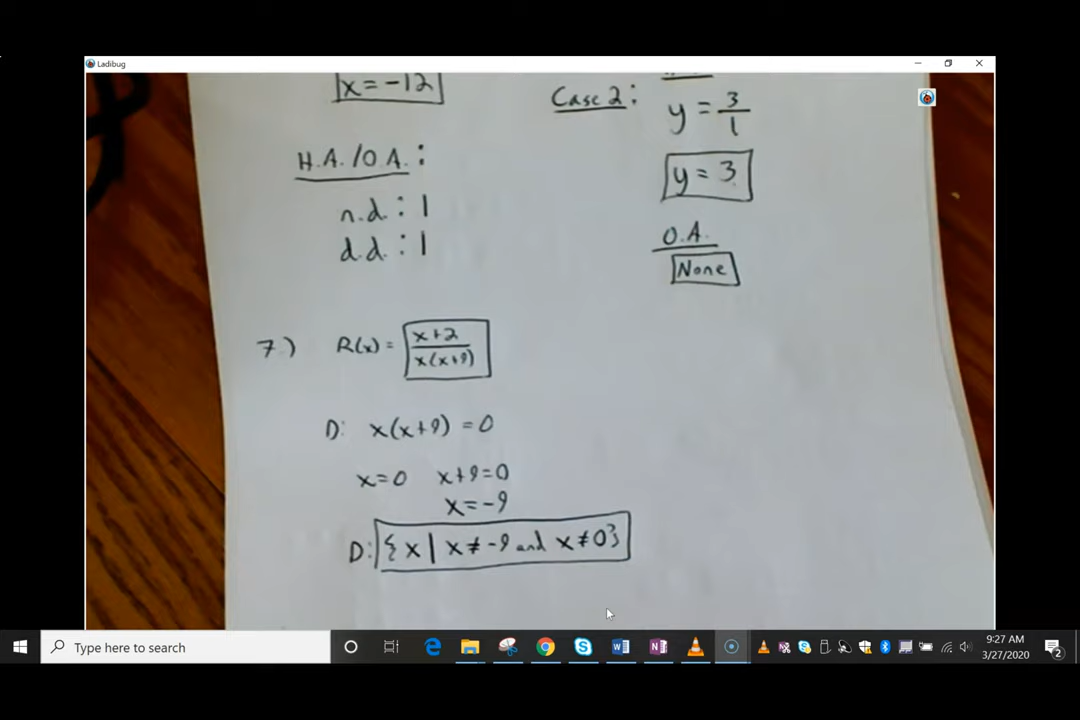 Ladibug
x = -12
Case 2:
y = 3/1
y = 3
H.A./O.A.:
n.d.: 1
d.d.: 1
O.A.
None
7.) R(x) = x+2/x(x+9)
D: x(x+9) = 0
x=0 x+9=0
x=-9
D: {x | x≠-9 and x≠0}
Type here to search
9:27 AM
3/27/2020
2